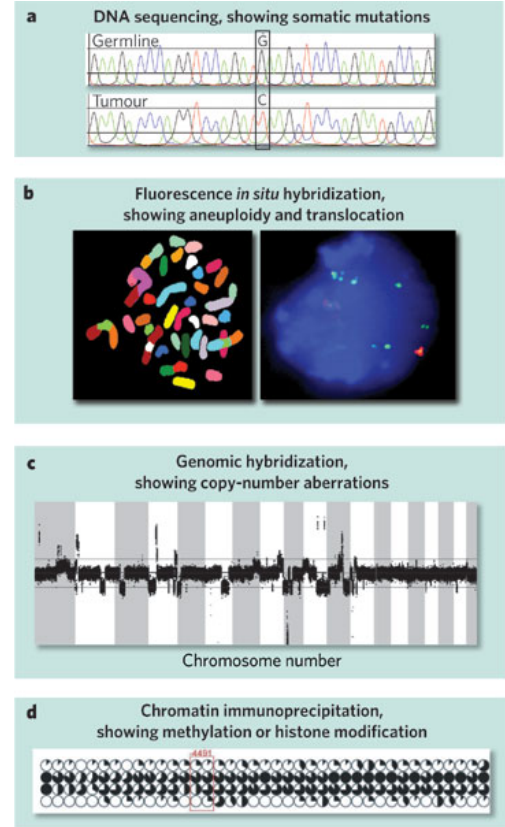 a
DNA sequencing, showing somatic mutations
Germline
G
Tumour
C
b
Fluorescence in situ hybridization,
showing aneuploidy and translocation
c
Genomic hybridization,
showing copy-number aberrations
Chromosome number
d
Chromatin immunoprecipitation,
showing methylation or histone modification
4491